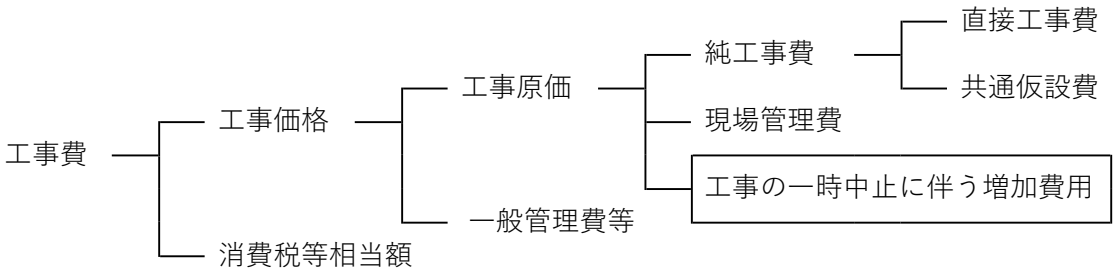 直接工事費
純工事費
共通仮設費
工事原価
工事価格
現場管理費
工事費
工事の一時中止に伴う増加費用
一般管理費等
消費税等相当額